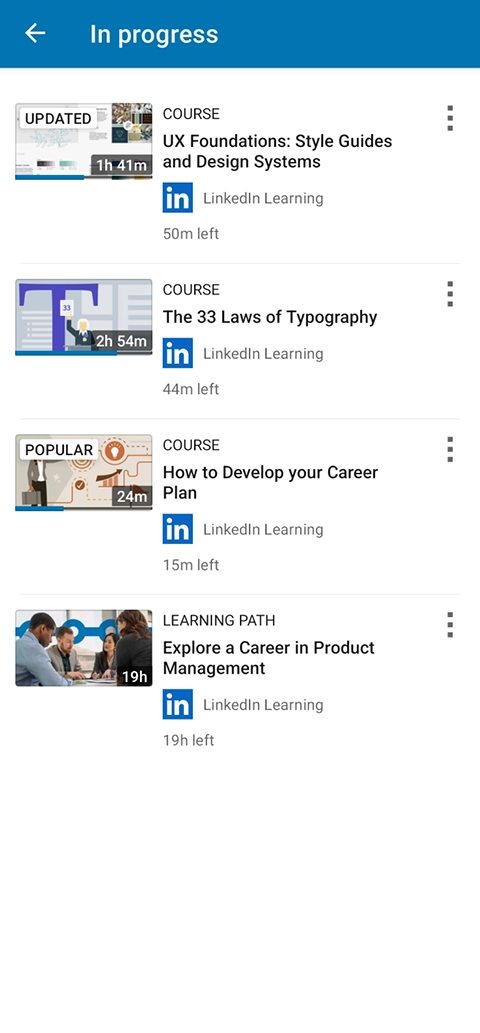 In progress
UPDATED
1h 41m
COURSE
UX Foundations: Style Guides
and Design Systems
in LinkedIn Learning
50m left
33
2h 54m
COURSE
The 33 Laws of Typography
in LinkedIn Learning
44m left
POPULAR
24m
COURSE
How to Develop your Career
Plan
in LinkedIn Learning
15m left
19h
LEARNING PATH
Explore a Career in Product
Management
in LinkedIn Learning
19h left